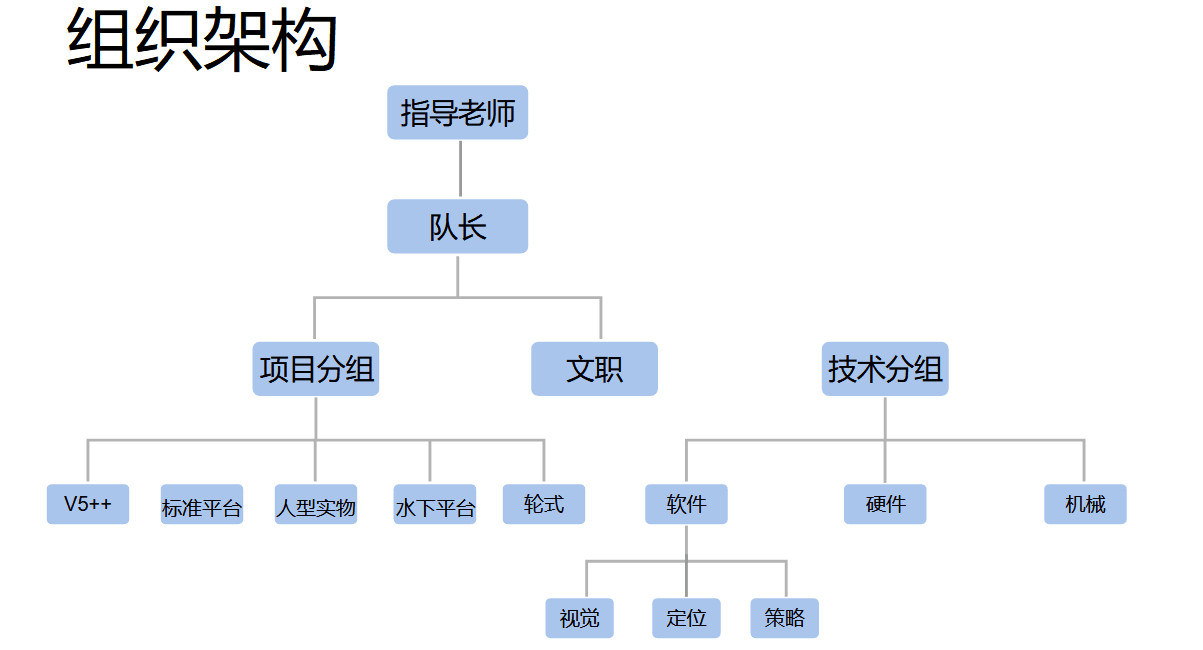 组织架构
指导老师
队长
项目分组
文职
技术分组
V5++
标准平台
人型实物
水下平台
轮式
软件
硬件
机械
视觉
定位
策略